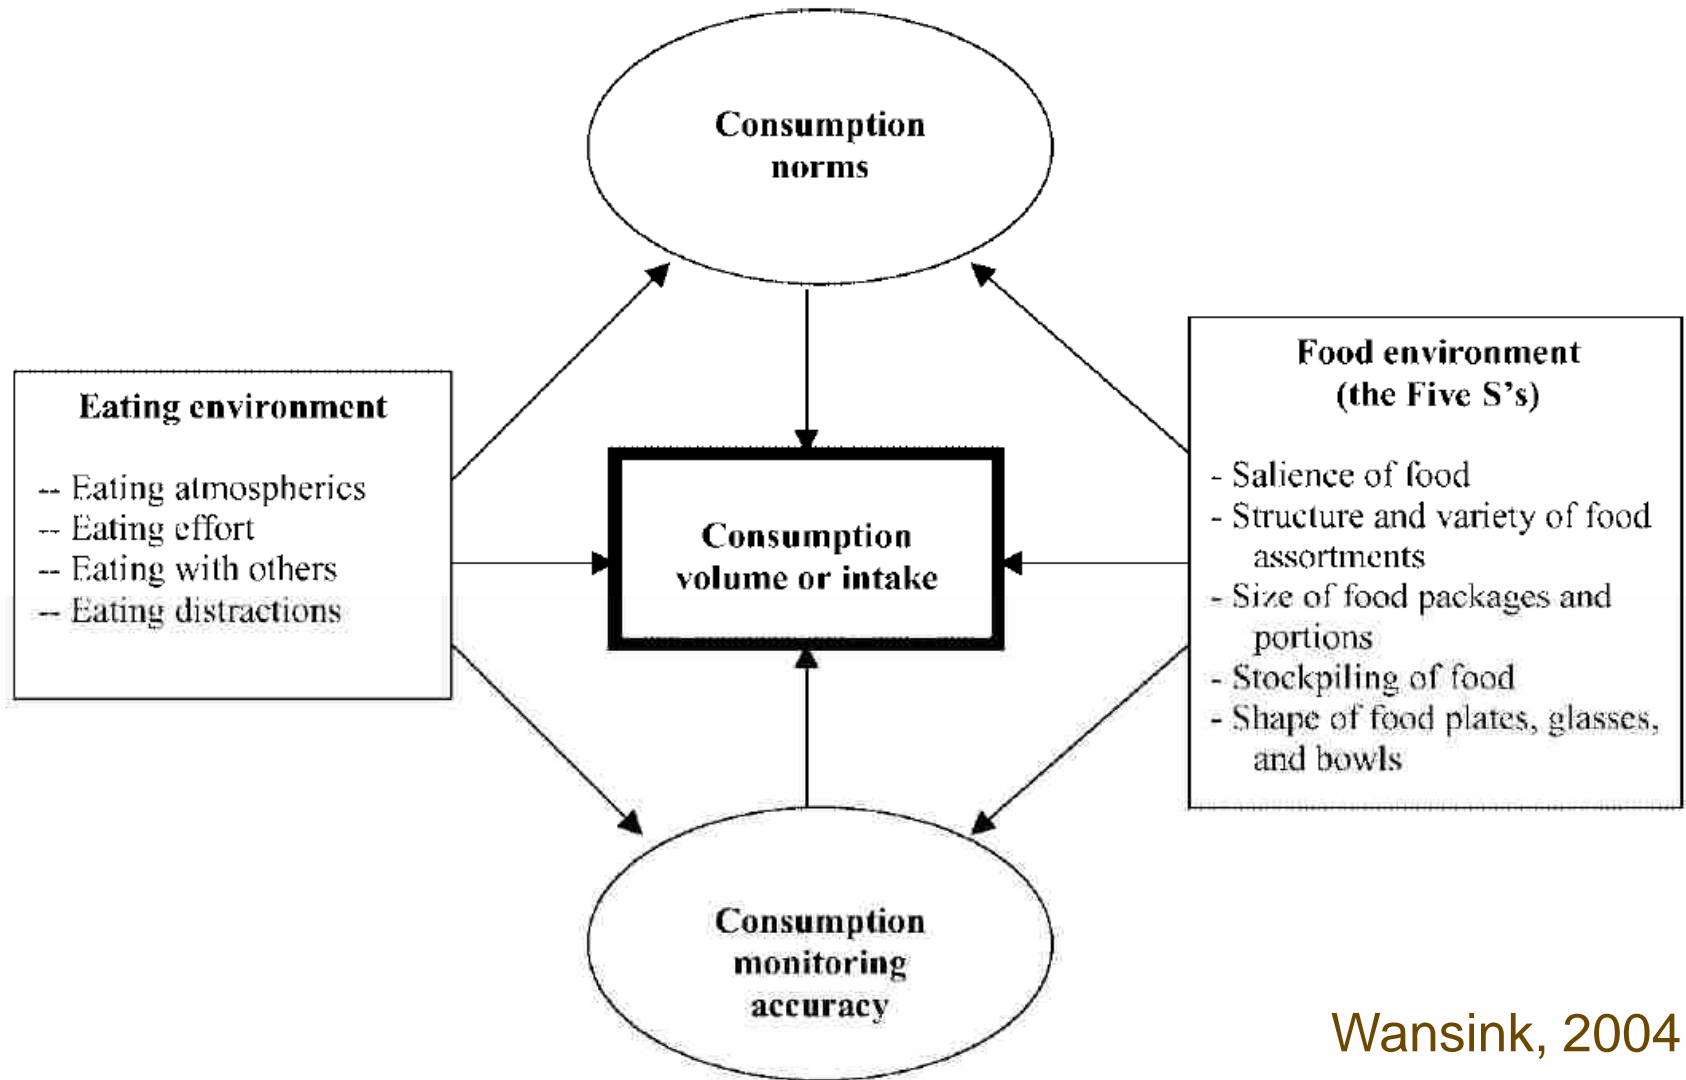 Consumption
norms
Eating environment
-- Eating atmospherics
-- Eating effort
-- Eating with others
-- Eating distractions
Consumption
volume or intake
Food environment
(the Five S's)
- Salience of food
- Structure and variety of food
assortments
- Size of food packages and
portions
- Stockpiling of food
- Shape of food plates, glasses,
and bowls
Consumption
monitoring
accuracy
Wansink, 2004